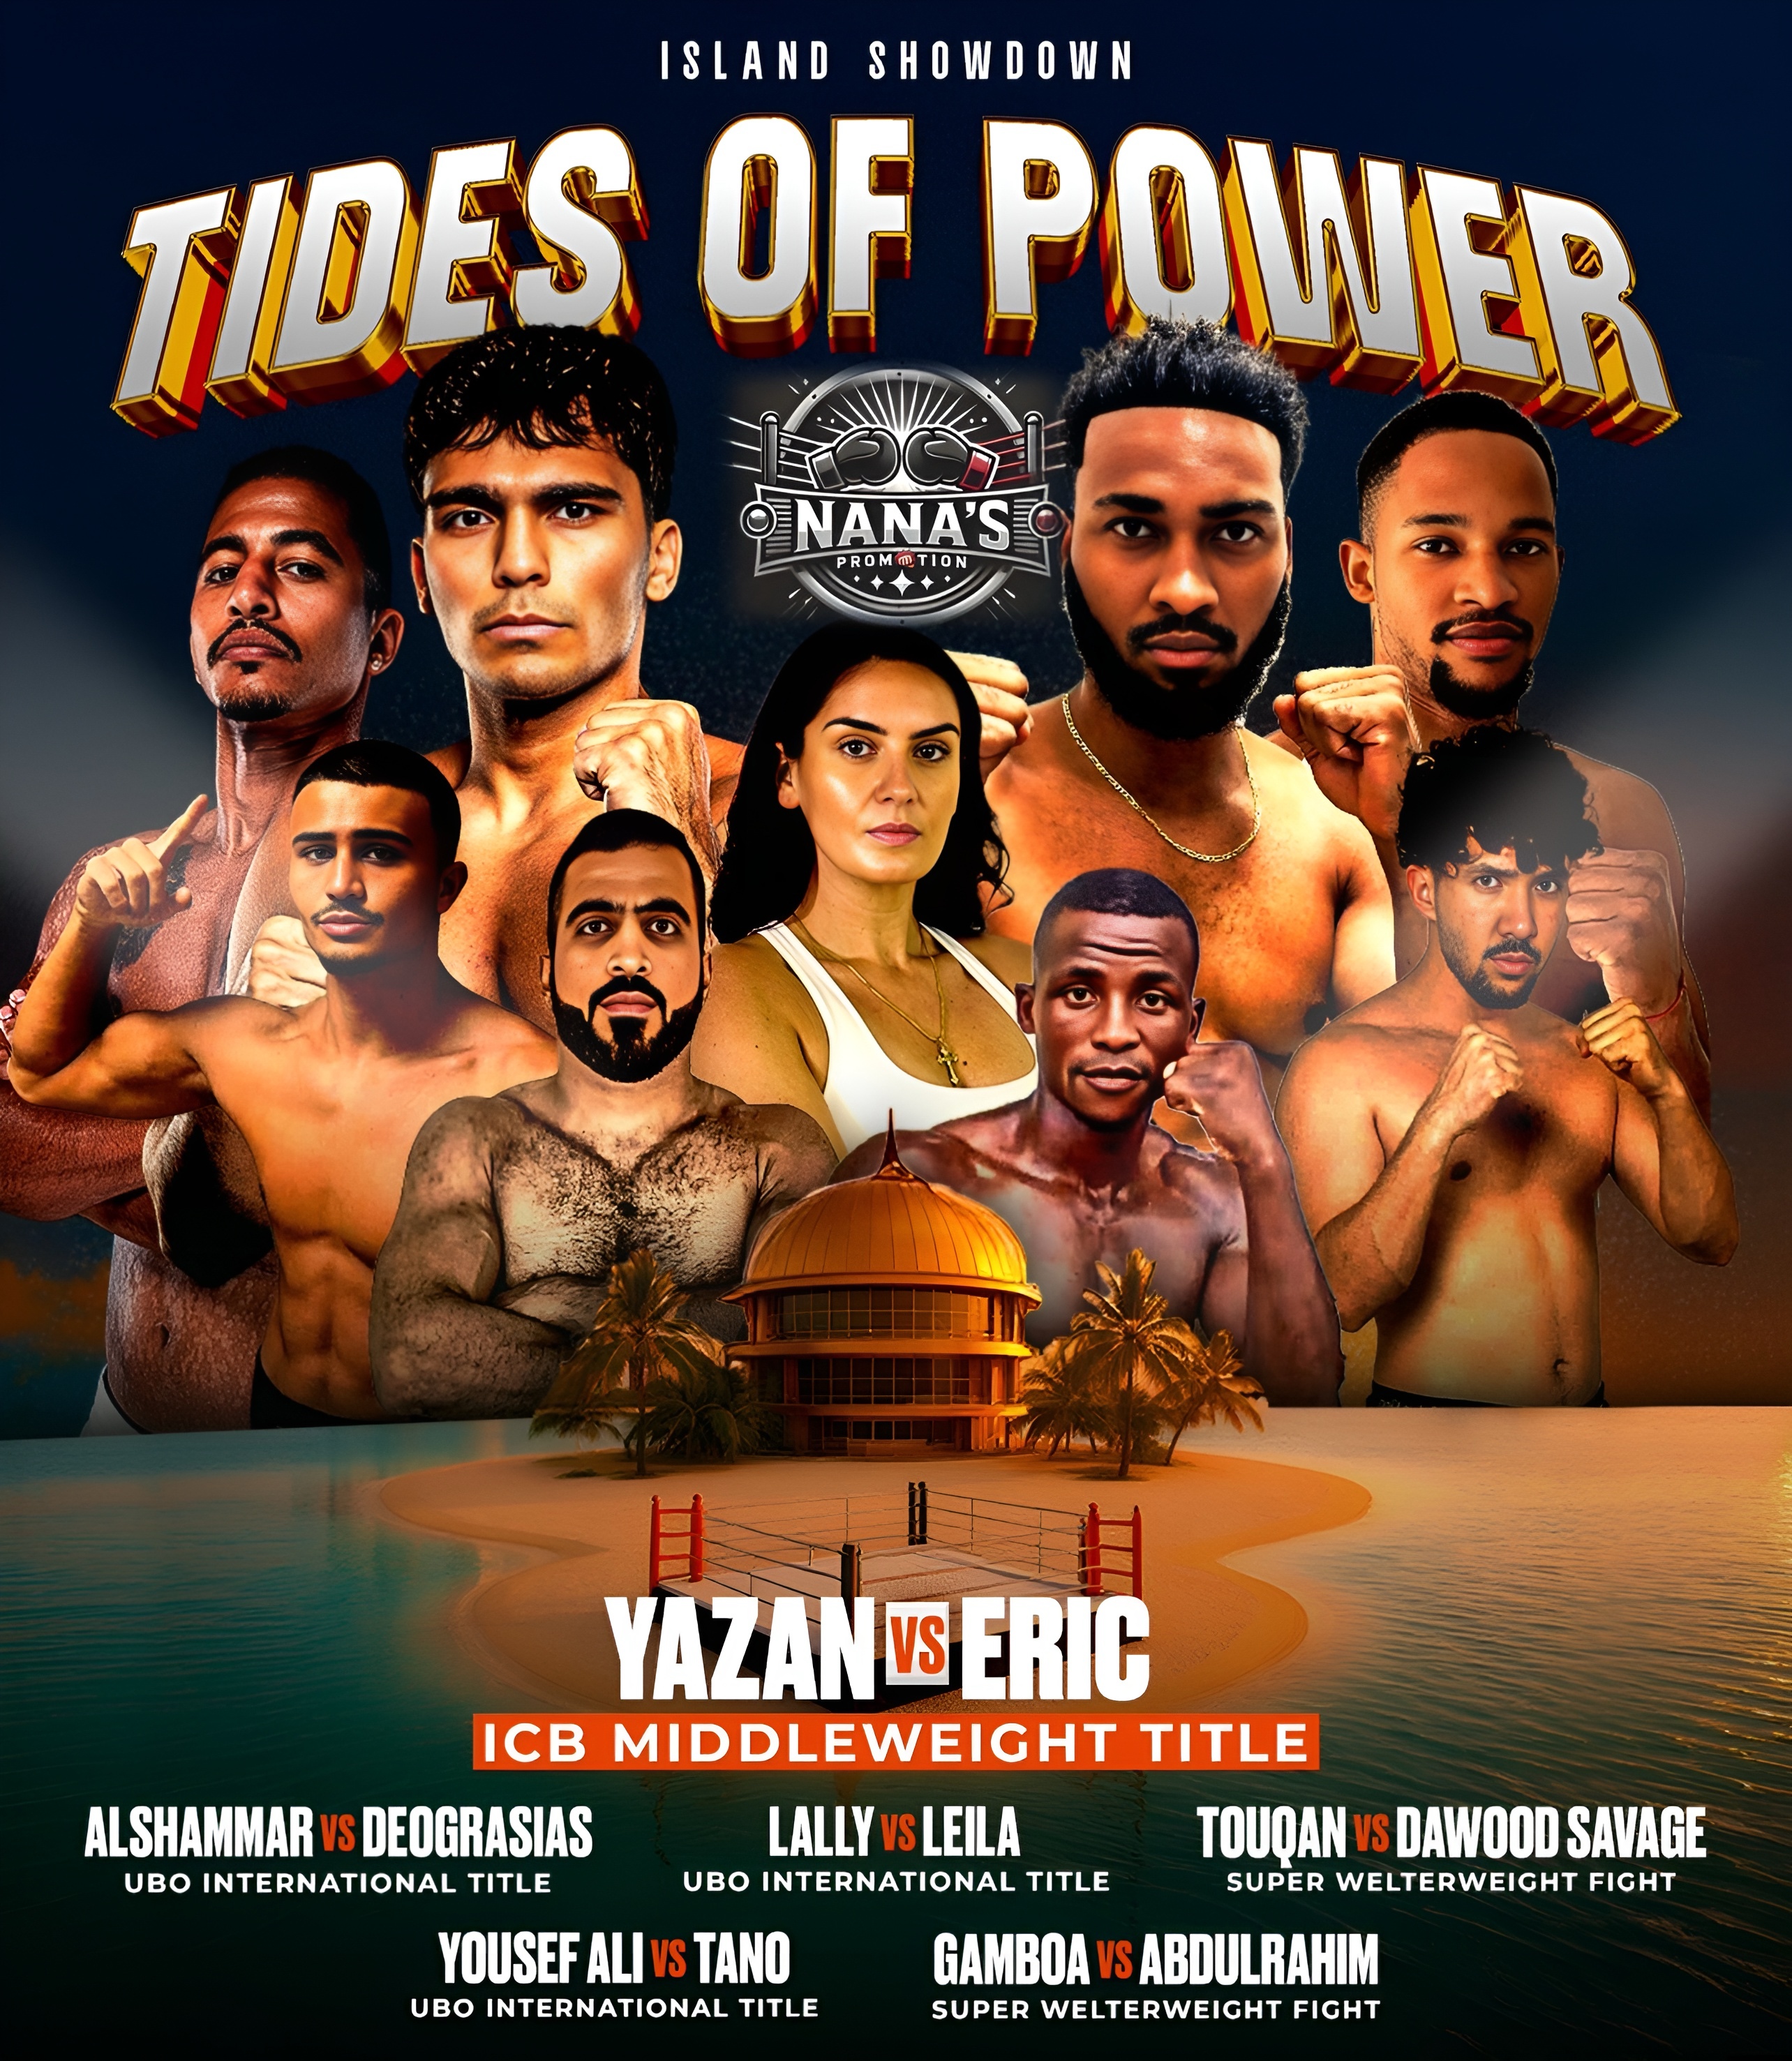 ISLAND SHOWDOWN
TIDES OF POWER
NANA'S
PROMOTION
YAZAN VS ERIC
ICB MIDDLEWEIGHT TITLE
ALSHAMMAR VS DEOGRASIAS
UBO INTERNATIONAL TITLE
LALLY VS LEILA
UBO INTERNATIONAL TITLE
TOUQAN VS DAWOOD SAVAGE
SUPER WELTERWEIGHT FIGHT
YOUSEF ALI VS TANO
UBO INTERNATIONAL TITLE
GAMBOA VS ABDULRAHIM
SUPER WELTERWEIGHT FIGHT